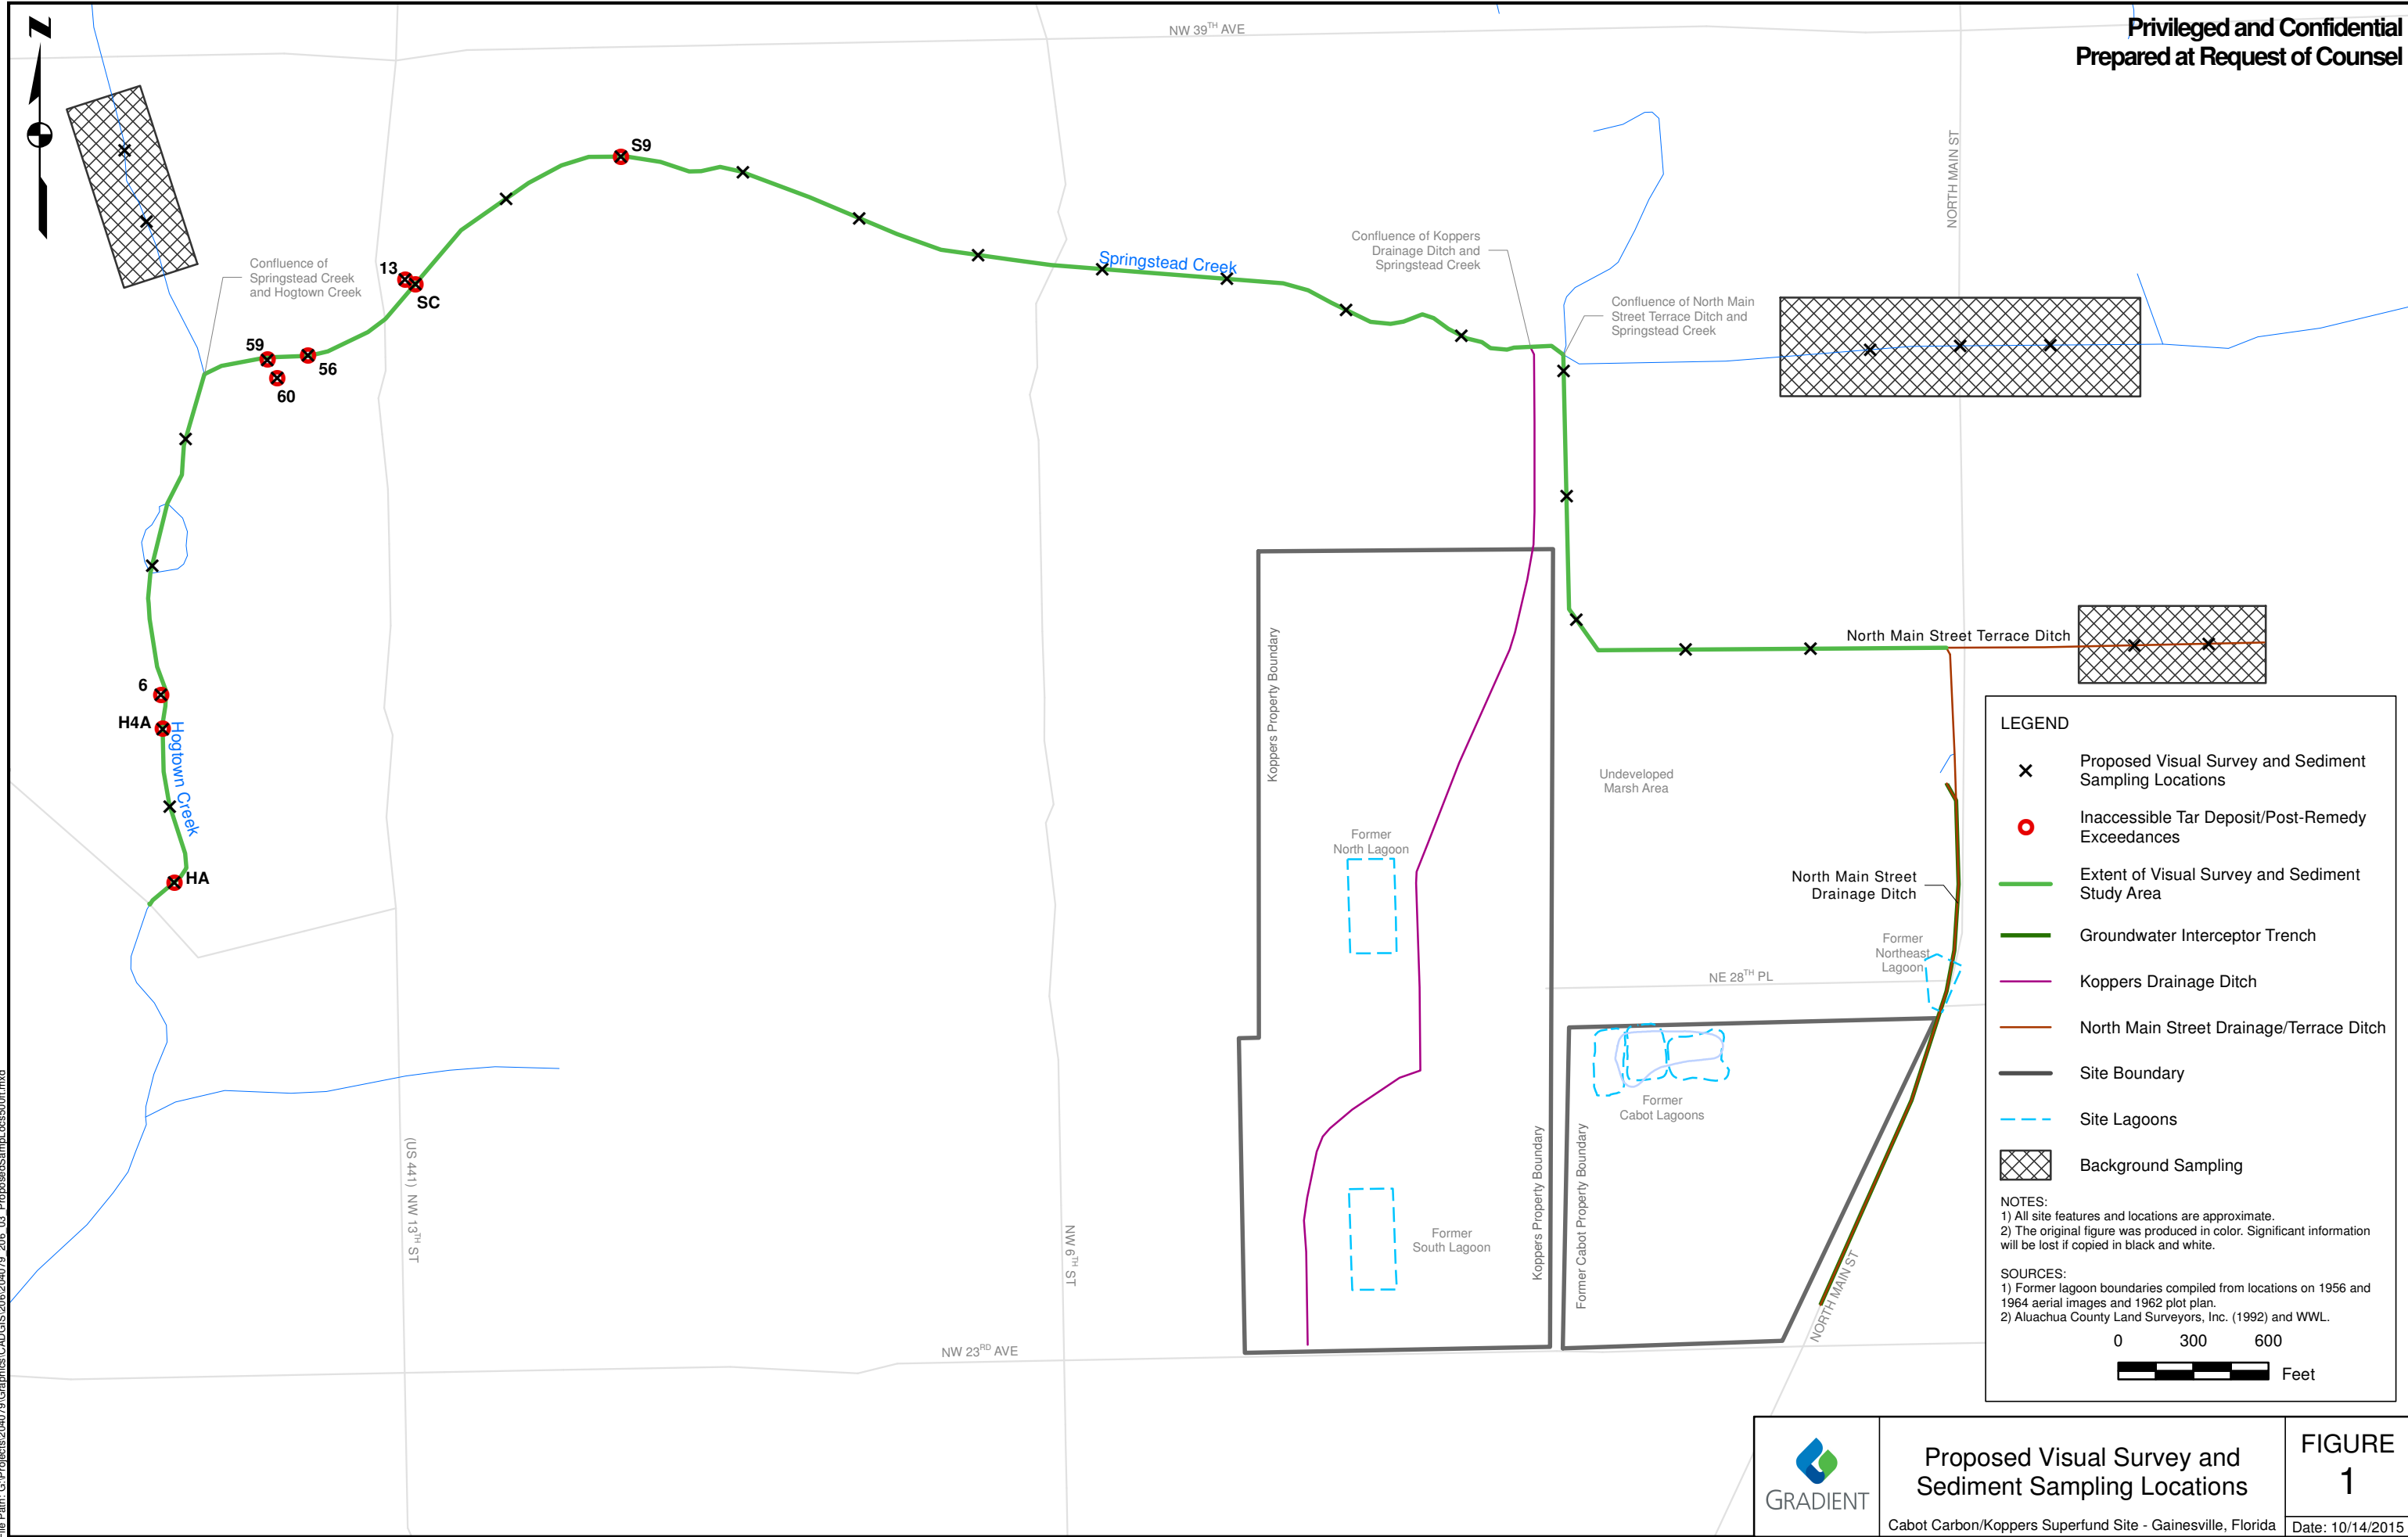 Privileged and Confidential
Prepared at Request of Counsel
N
NW 39TH AVE
NORTH MAIN ST
S9
13
SC
Confluence of
Springstead Creek
and Hogtown Creek
59
56
60
Springstead Creek
Confluence of Koppers
Drainage Ditch and
Springstead Creek
Confluence of North Main
Street Terrace Ditch and
Springstead Creek
6
H4A
Hogtown Creek
HA
Koppers Property Boundary
North Main Street Terrace Ditch
Undeveloped
Marsh Area
Former
North Lagoon
North Main Street
Drainage Ditch
Former
Northeast
Lagoon
NE 28TH PL
Former
Cabot Lagoons
Koppers Property Boundary
Former Cabot Property Boundary
Former
South Lagoon
(US 441) NW 13TH ST
NW 6TH ST
NORTH MAIN ST
NW 23RD AVE
LEGEND
Proposed Visual Survey and Sediment
Sampling Locations
Inaccessible Tar Deposit/Post-Remedy
Exceedances
Extent of Visual Survey and Sediment
Study Area
Groundwater Interceptor Trench
Koppers Drainage Ditch
North Main Street Drainage/Terrace Ditch
Site Boundary
Site Lagoons
Background Sampling
NOTES:
1) All site features and locations are approximate.
2) The original figure was produced in color. Significant information
will be lost if copied in black and white.
SOURCES:
1) Former lagoon boundaries compiled from locations on 1956 and
1964 aerial images and 1962 plot plan.
2) Aluachua County Land Surveyors, Inc. (1992) and WWL.
0 300 600
Feet
GRADIENT
Proposed Visual Survey and
Sediment Sampling Locations
Cabot Carbon/Koppers Superfund Site - Gainesville, Florida
FIGURE
1
Date: 10/14/2015